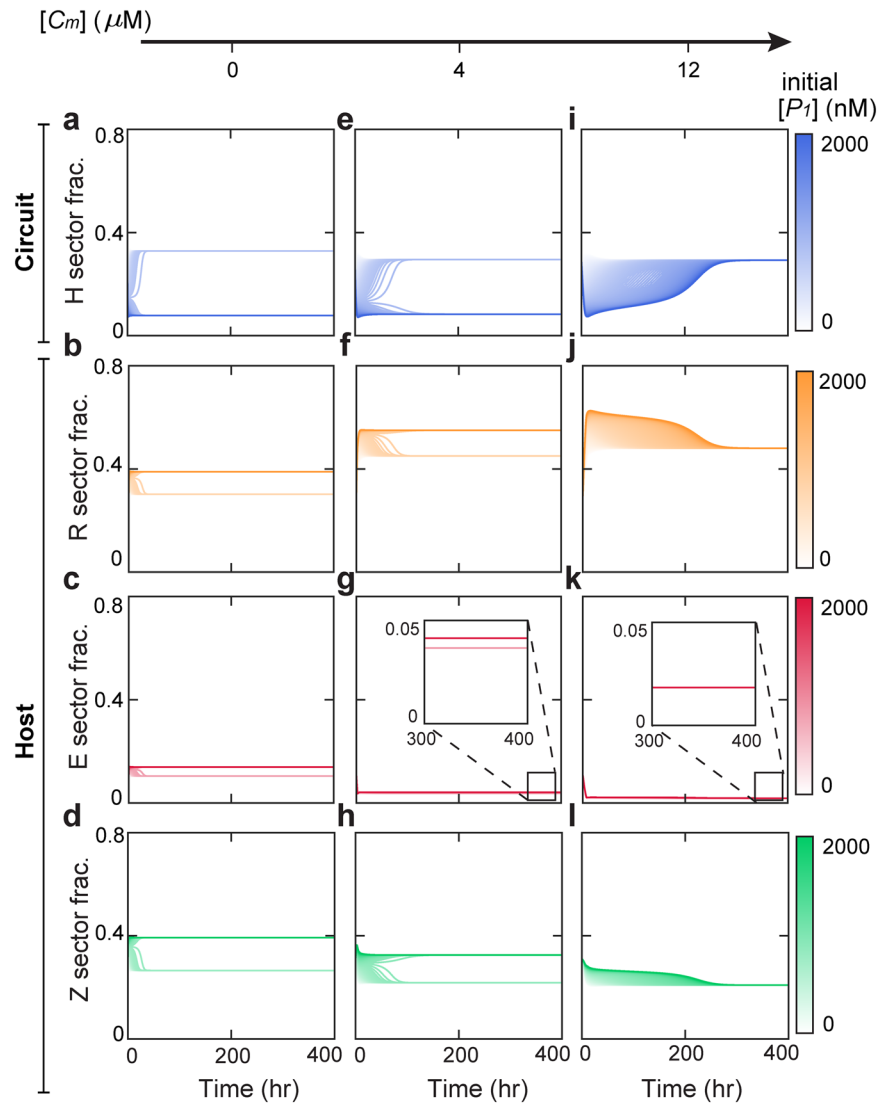 [Cm] (μM)
0 4 12
initial
[P1] (nM)
a e i
0.8
0.4
0
H sector frac.
Circuit
2000
0
b f j
0.8
0.4
0
R sector frac.
2000
0
c g k
0.8
0.4
0
E sector frac.
Host
0.05
0
300 400
0.05
0
300 400
2000
0
d h l
0.8
0.4
0
Z sector frac.
2000
0
0 200 400 0 200 400 0 200 400
Time (hr) Time (hr) Time (hr)